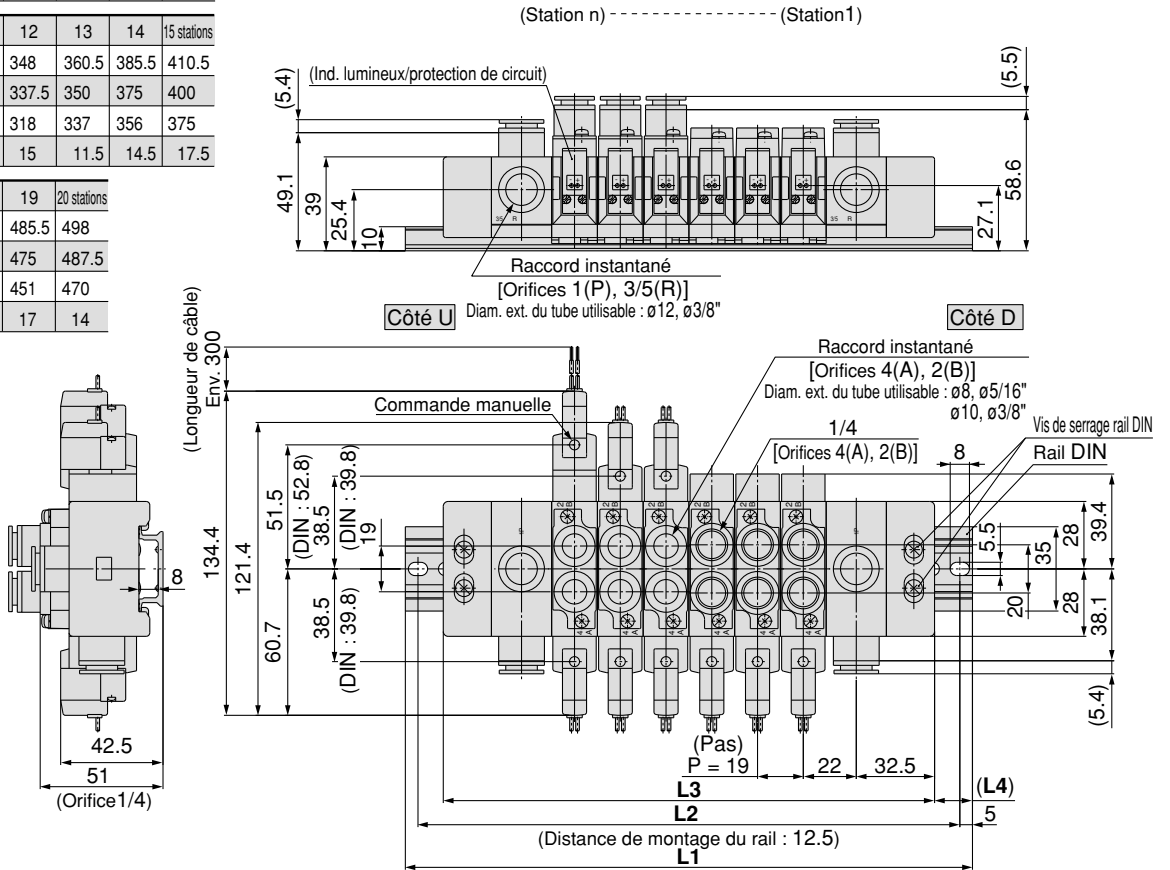 (Station n) (Station1)
12 13 14 15 stations
348 360.5 385.5 410.5
337.5 350 375 400
318 337 356 375
15 11.5 14.5 17.5
19 20 stations
485.5 498
475 487.5
451 470
17 14
(Ind. lumineux/protection de circuit)
(5.4)
(5.5)
49.1
39
25.4
10
58.6
27.1
35 R
35 R
Raccord instantané
[Orifices 1(P), 3/5(R)]
Diam. ext. du tube utilisable : ø12, ø3/8"
Côté U
Côté D
(Longueur de câble)
Env. 300
Commande manuelle
Raccord instantané
[Orifices 4(A), 2(B)]
Diam. ext. du tube utilisable : ø8, ø5/16"
ø10, ø3/8"
1/4
[Orifices 4(A), 2(B)]
Vis de serrage rail DIN
Rail DIN
8
134.4
121.4
51.5
(DIN : 52.8)
38.5
(DIN : 39.8)
19
60.7
38.5
(DIN : 39.8)
5.5
35
28
39.4
20
28
38.1
(5.4)
8
42.5
51
(Orifice1/4)
(Pas)
P = 19
22
32.5
L3
(L4)
L2
5
(Distance de montage du rail : 12.5)
L1